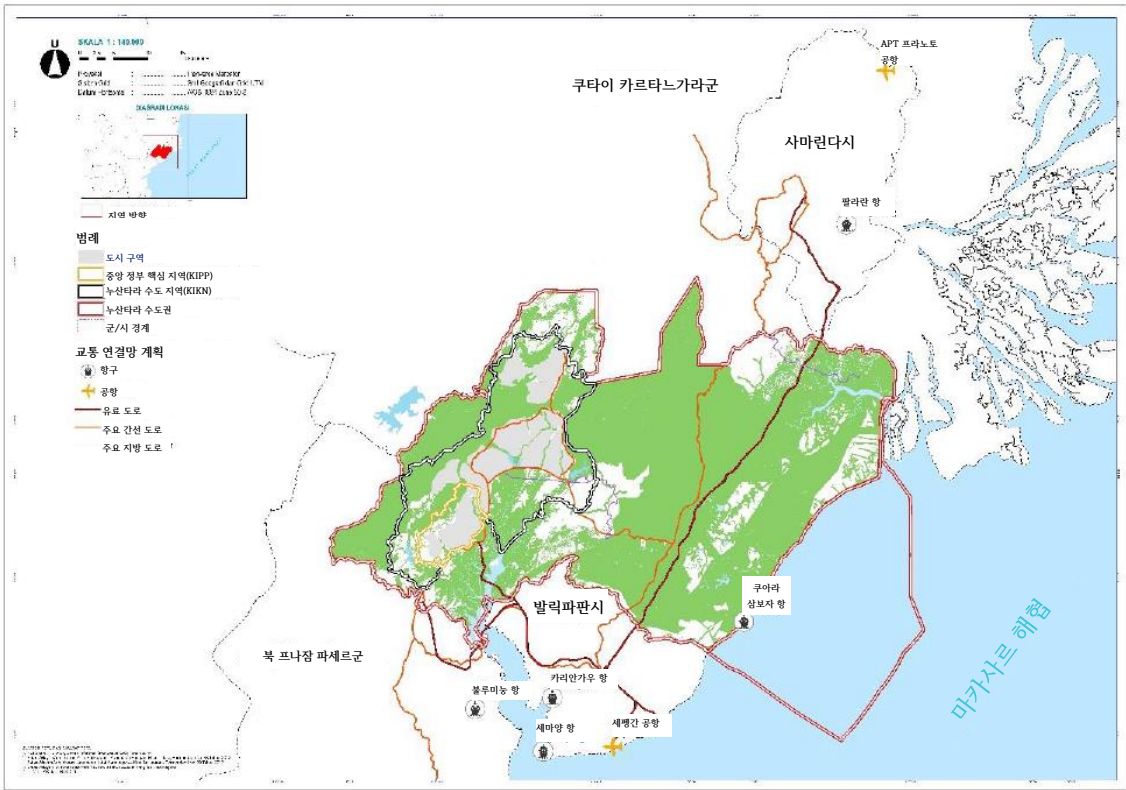 U
SKALA 1 : 140.000
DIAGRAM LOKASI
지역 방향
범례
도시 구역
중앙 정부 핵심 지역(KIPP)
누산타라 수도 지역(KIKN)
누산타라 수도권
군/시 경계
교통 연결망 계획
항구
공항
유료 도로
주요 간선 도로
주요 지방 도로
쿠타이 카르타느가라군
APT 프라노토
공항
사마린다시
팔라란 항
발릭파판시
쿠아라
삼보자 항
북 프나잠 파세르군
불루미눙 항
카리안가우 항
세마양 항
세삥간 공항
마카사르 해협